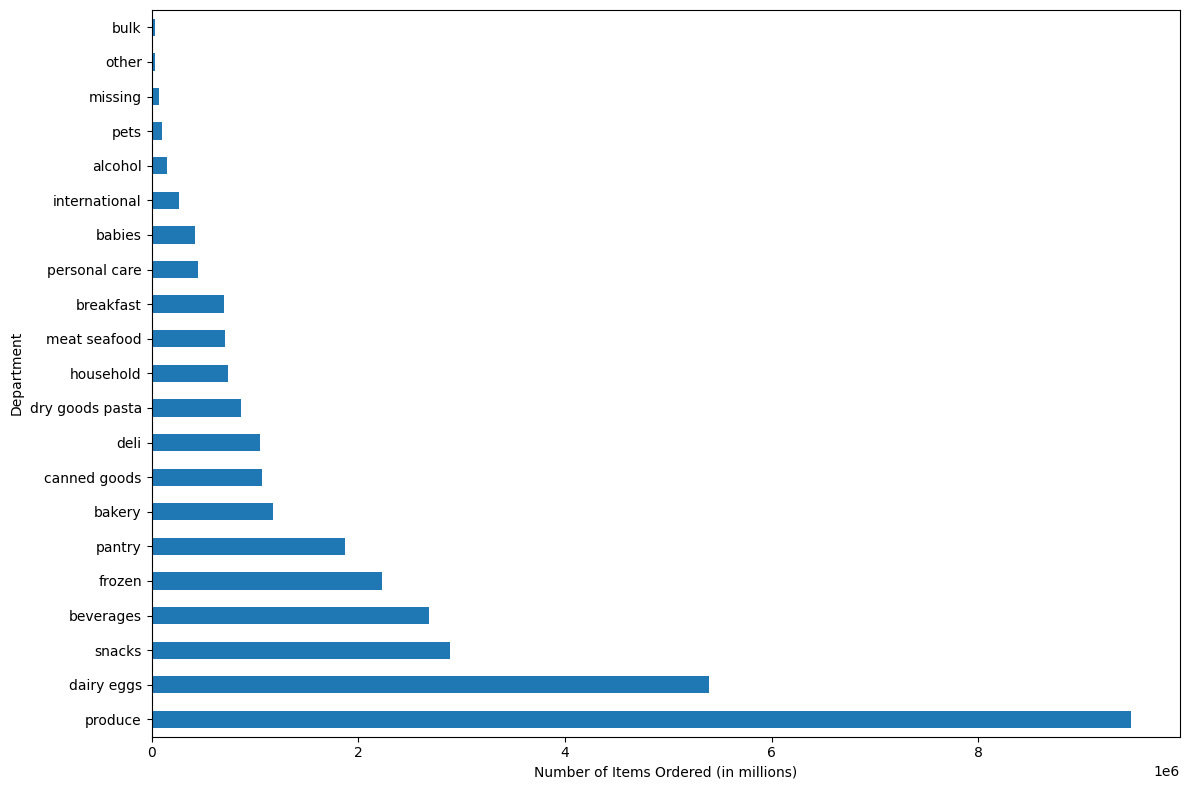 bulk
other
missing
pets
alcohol
international
babies
personal care
breakfast
meat seafood
household
dry goods pasta
deli
canned goods
bakery
pantry
frozen
beverages
snacks
dairy eggs
produce
Department
0 2 4 6 8
1e6
Number of Items Ordered (in millions)